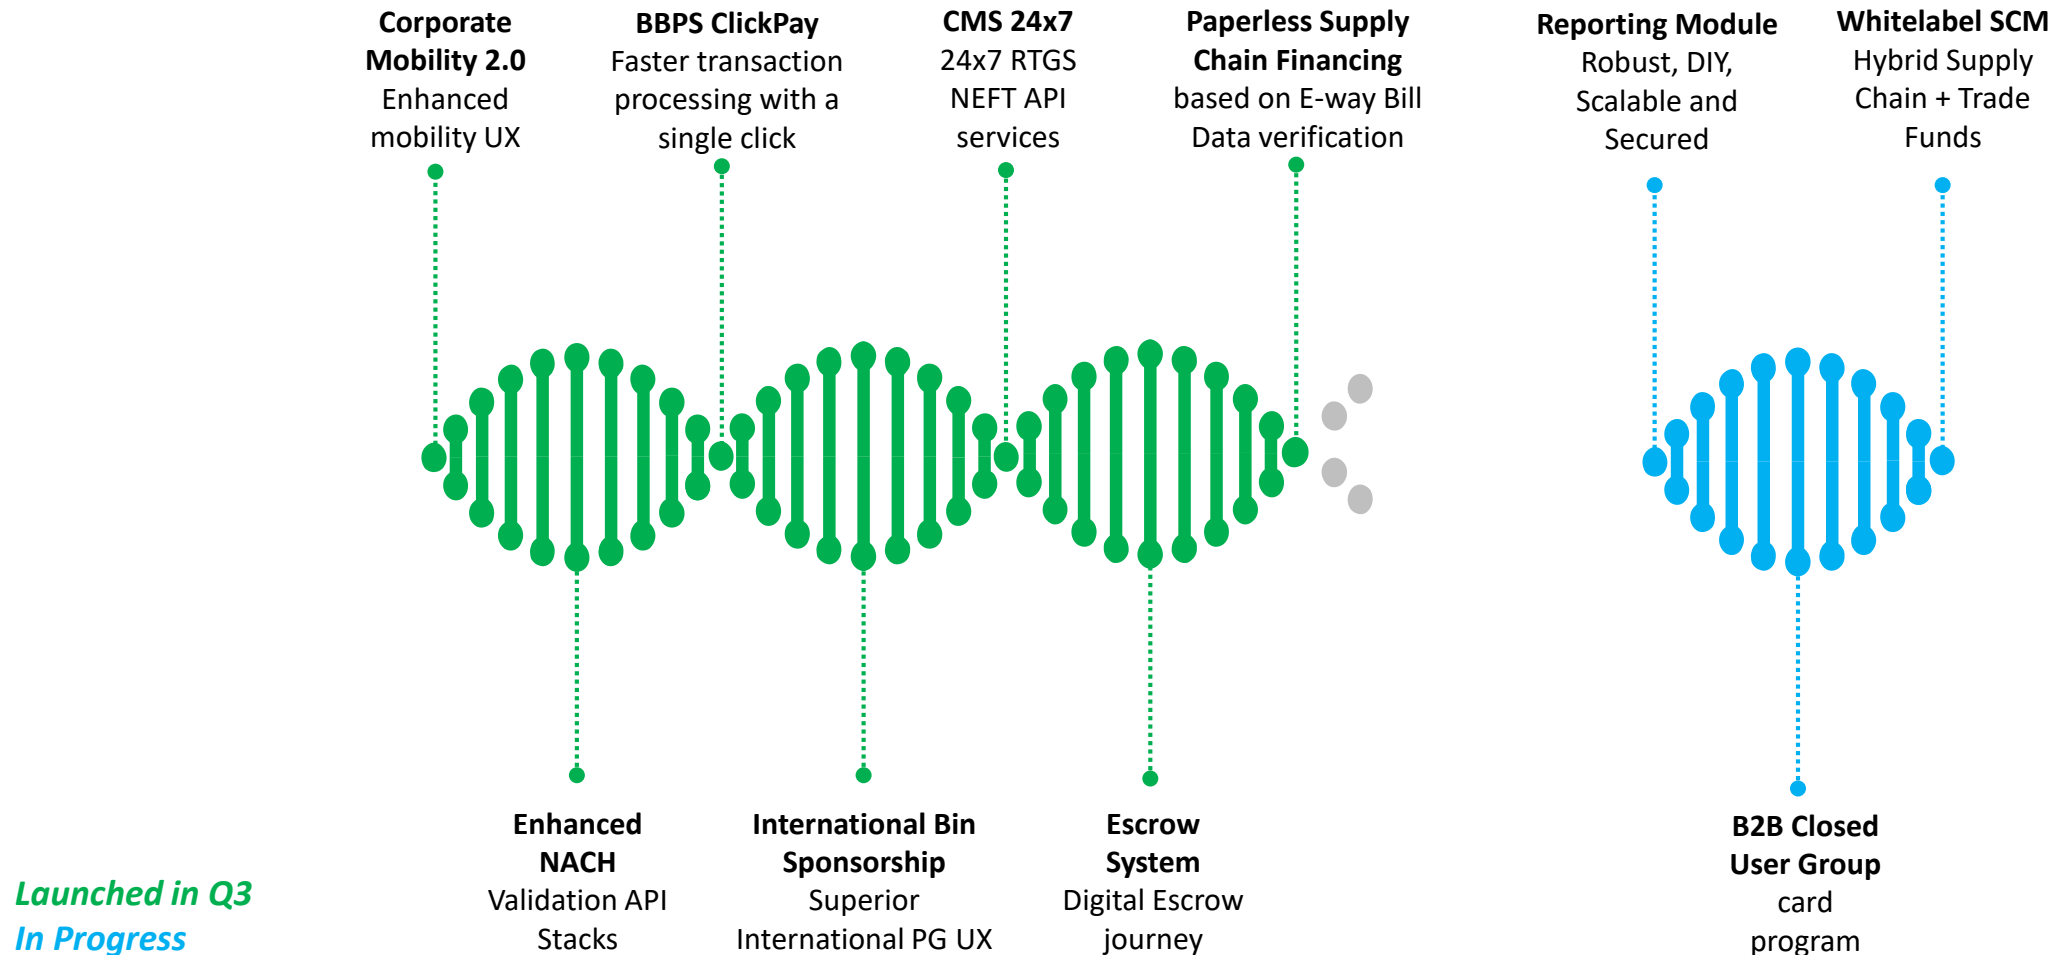 Corporate
Mobility 2.0
Enhanced
mobility UX
BBPS ClickPay
Faster transaction
processing with a
single click
CMS 24x7
24x7 RTGS
NEFT API
services
Paperless Supply
Chain Financing
based on E-way Bill
Data verification
Reporting Module
Robust, DIY,
Scalable and
Secured
Whitelabel SCM
Hybrid Supply
Chain + Trade
Funds
Enhanced
NACH
Validation API
Stacks
International Bin
Sponsorship
Superior
International PG UX
Escrow
System
Digital Escrow
journey
B2B Closed
User Group
card
program
Launched in Q3
In Progress